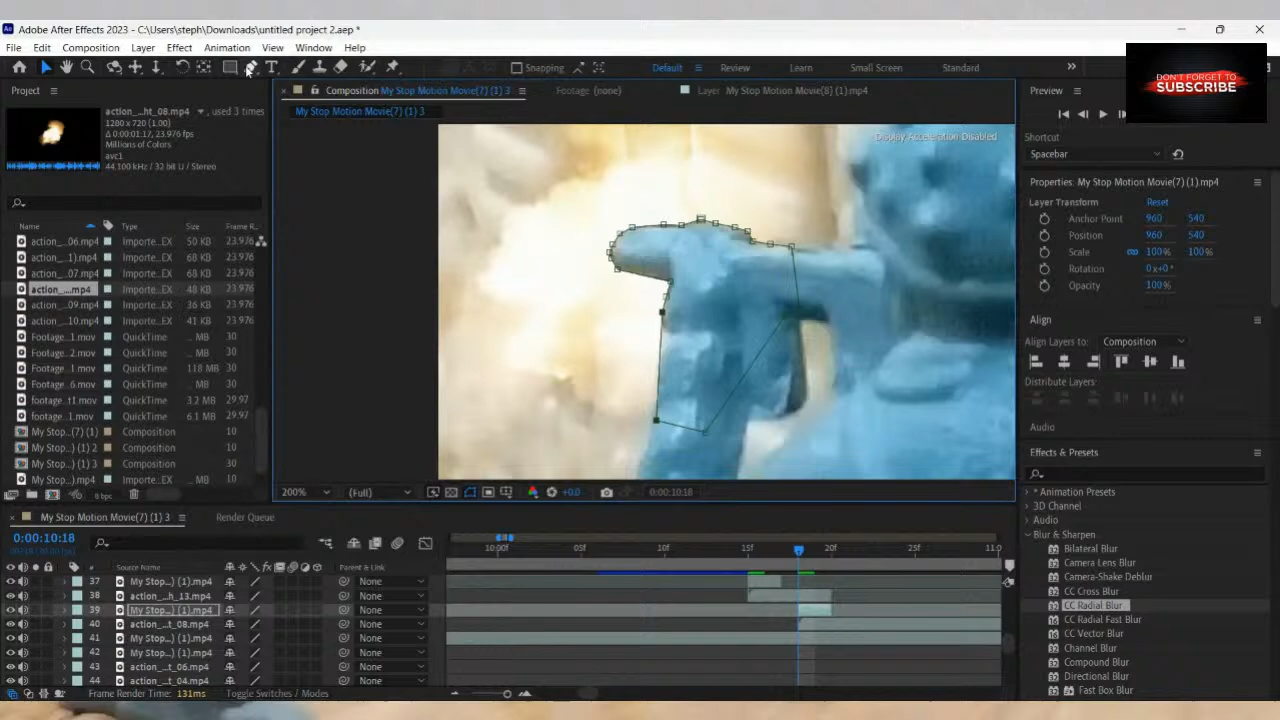 Adobe After Effects 2023 - C:\Users\steph\Downloads\untitled project 2.aep *
File Edit Composition Layer Effect Animation View Window Help
Snapping Default Review Learn Small Screen Standard
DON'T FORGET TO
SUBSCRIBE
Project
Composition My Stop Motion Movie(7) (1) 3
Footage (none)
Layer My Stop Motion Movie(8) (1).mp4
Preview
My Stop Motion Movie(7) (1) 3
action_...ht_08.mp4 , used 3 times
1280 x 720 (1.00)
Δ 0:00:01:17, 23.976 fps
Millions of Colors
avc1
44.100 kHz / 32 bit U / Stereo
Display Acceleration Disabled
Shortcut
Spacebar
Properties: My Stop Motion Movie(7) (1).mp4
Layer Transform Reset
Anchor Point 960 540
Position 960 540
Scale 100% 100%
Rotation 0x+0°
Opacity 100%
Align
Align Layers to: Composition
Distribute Layers:
Audio
Effects & Presets
Name Type Size Frame R...
action_...06.mp4 Importe...EX 50 KB 23.976
action_...1).mp4 Importe...EX 68 KB 23.976
action_...07.mp4 Importe...EX 68 KB 23.976
action_....mp4 Importe...EX 48 KB 23.976
action_...09.mp4 Importe...EX 44 KB 23.976
action_...10.mp4 Importe...EX 41 KB 23.976
Footage...1.mov QuickTime ... MB 30
Footage...2.mov QuickTime ... MB 30
Footage...1.mov QuickTime 118 MB 30
Footage...6.mov QuickTime ... MB 30
footage...t1.mov QuickTime 3.2 MB 29.97
footage...1.mov QuickTime 6.1 MB 29.97
My Stop...(7) (1) Composition 10
My Stop...) (1) 2 Composition 10
My Stop...) (1) 3 Composition 30
My Stop...).mp4 QuickTime ... MB 10
8 bpc
200% (Full) +0.0 0:00:10:18
* Animation Presets
3D Channel
Audio
Blur & Sharpen
Bilateral Blur
Camera Lens Blur
Camera-Shake Deblur
CC Cross Blur
CC Radial Blur
CC Radial Fast Blur
CC Vector Blur
Channel Blur
Compound Blur
Directional Blur
Fast Box Blur
My Stop Motion Movie(7) (1) 3 Render Queue
0:00:10:18
10:00f 05f 10f 15f 20f 25f 11:0
# Source Name Parent & Link
37 My Stop...) (1).mp4 None
38 action_...h_13.mp4 None
39 My Stop...) (1).mp4 None
40 action_...t_08.mp4 None
41 My Stop...) (1).mp4 None
42 My Stop...) (1).mp4 None
43 action_...t_06.mp4 None
44 action_...t_04.mp4 None
Frame Render Time: 131ms Toggle Switches / Modes